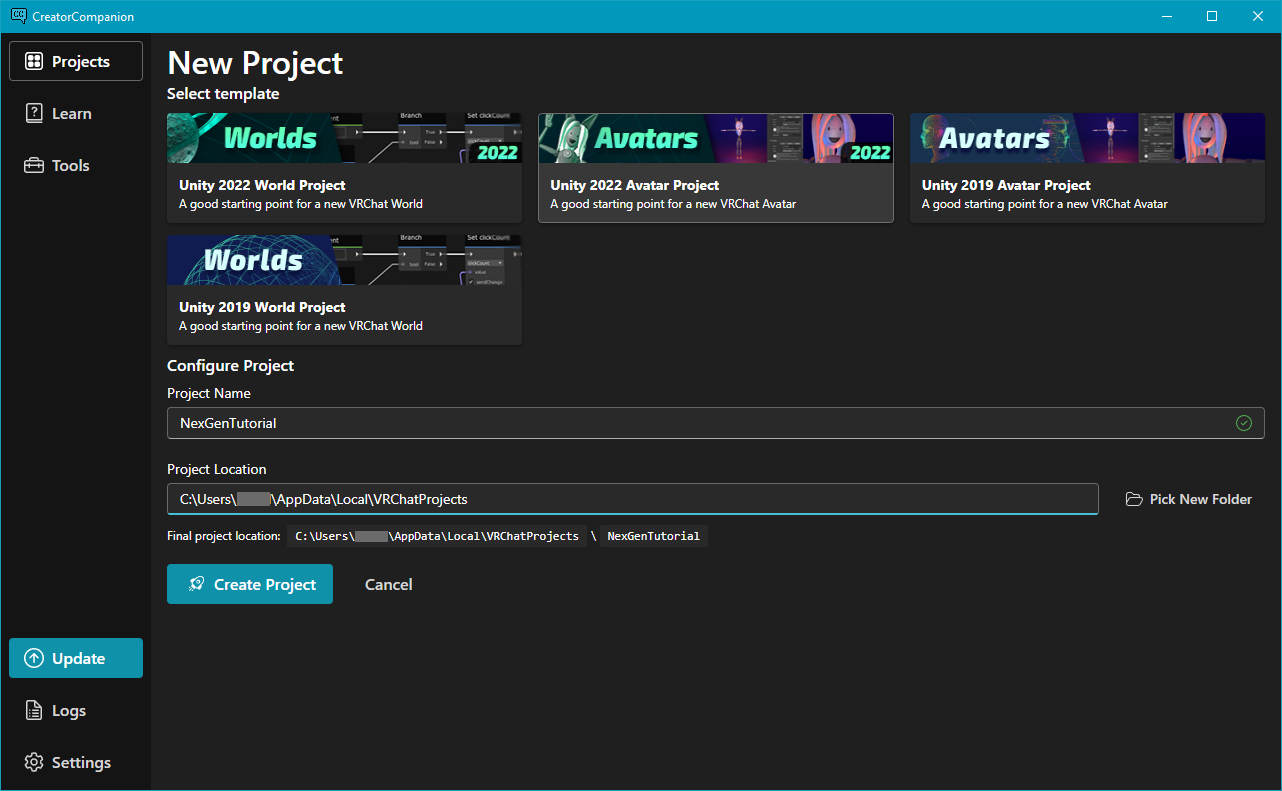 CC CreatorCompanion
Projects
Learn
Tools
New Project
Select template
Worlds
Branch
True
bool False
Set clickCount
2022
Unity 2022 World Project
A good starting point for a new VRChat World
Avatars
2022
Unity 2022 Avatar Project
A good starting point for a new VRChat Avatar
Avatars
Unity 2019 Avatar Project
A good starting point for a new VRChat Avatar
Worlds
Branch
True
bool False
Set clickCount
clickCount
value
sendChange
Unity 2019 World Project
A good starting point for a new VRChat World
Configure Project
Project Name
NexGenTutorial
Project Location
C:\Users\ \AppData\Local\VRChatProjects
Pick New Folder
Final project location: C:\Users\ \AppData\Local\VRChatProjects \ NexGenTutorial
Create Project
Cancel
Update
Logs
Settings